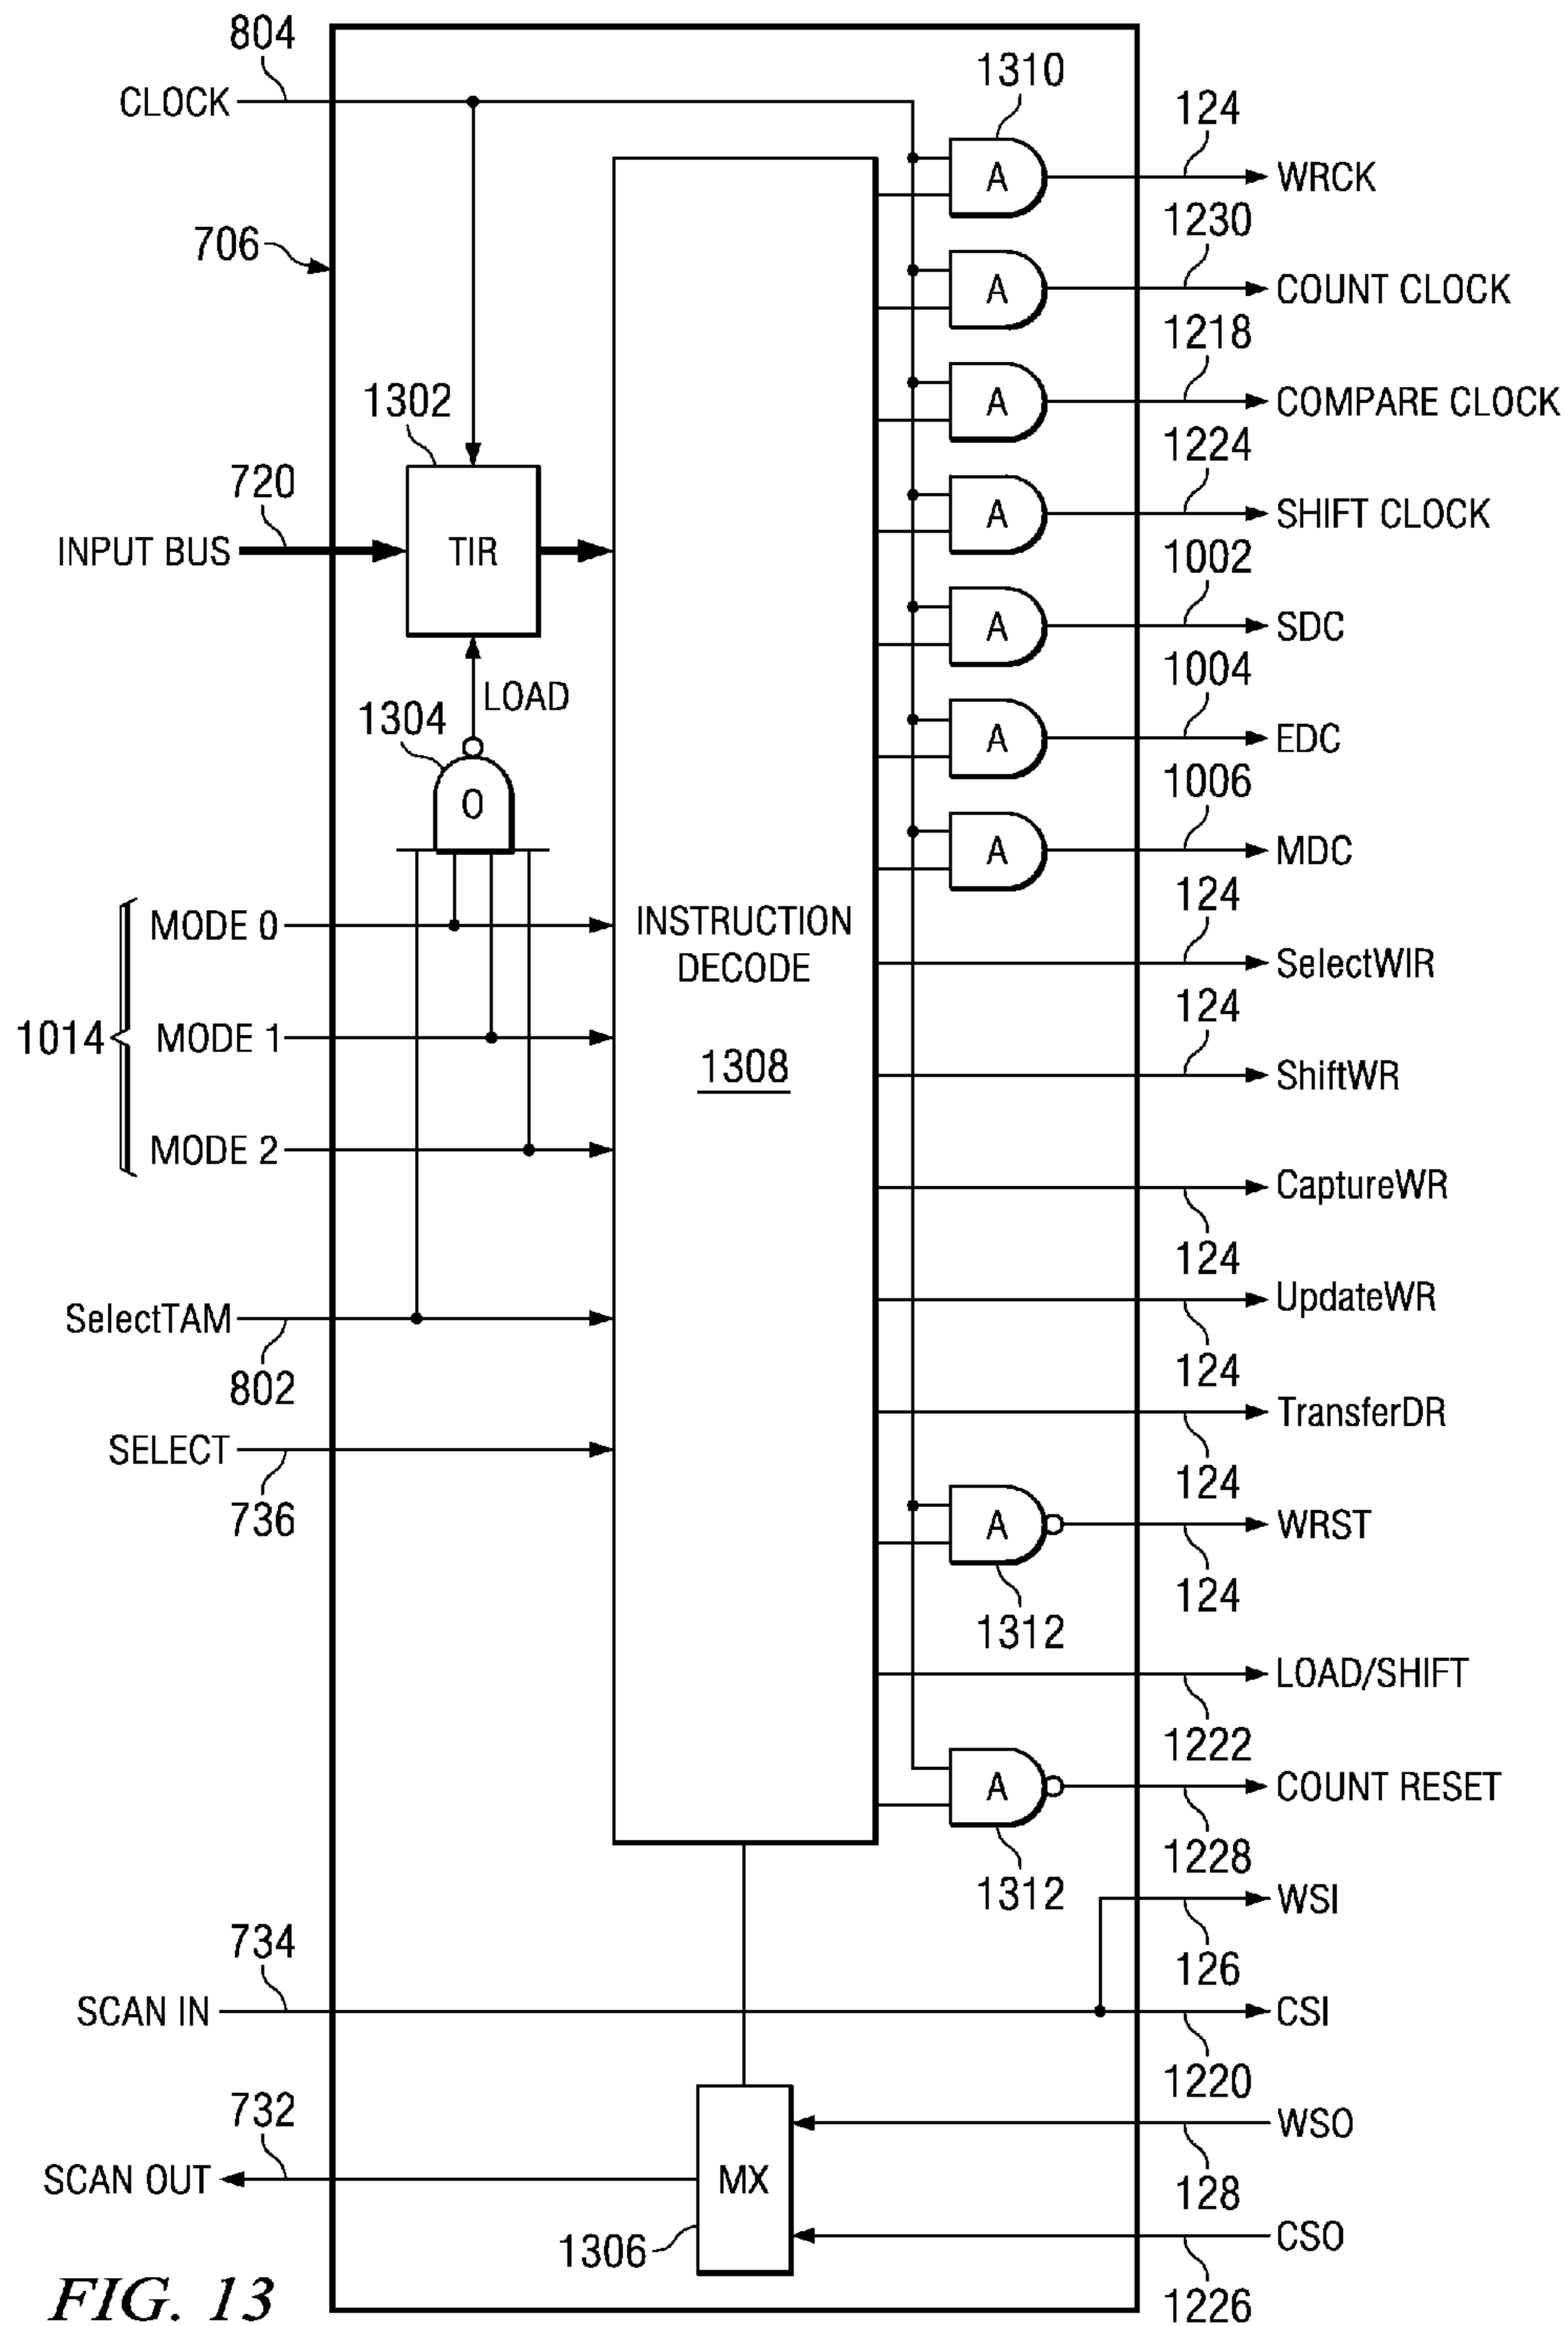 804
CLOCK
1310
A
124
WRCK
706
A
1230
COUNT CLOCK
A
1218
COMPARE CLOCK
1302
720
INPUT BUS
TIR
A
1224
SHIFT CLOCK
A
1002
SDC
LOAD
1304
O
A
1004
EDC
A
1006
MDC
1014
MODE 0
MODE 1
MODE 2
INSTRUCTION
DECODE
1308
124
SelectWIR
124
ShiftWR
CaptureWR
124
SelectTAM
802
UpdateWR
124
SELECT
736
TransferDR
124
A
1312
WRST
124
LOAD/SHIFT
1222
A
1312
COUNT RESET
1228
WSI
126
734
SCAN IN
CSI
1220
732
SCAN OUT
MX
1306
WSO
128
CSO
1226
FIG. 13